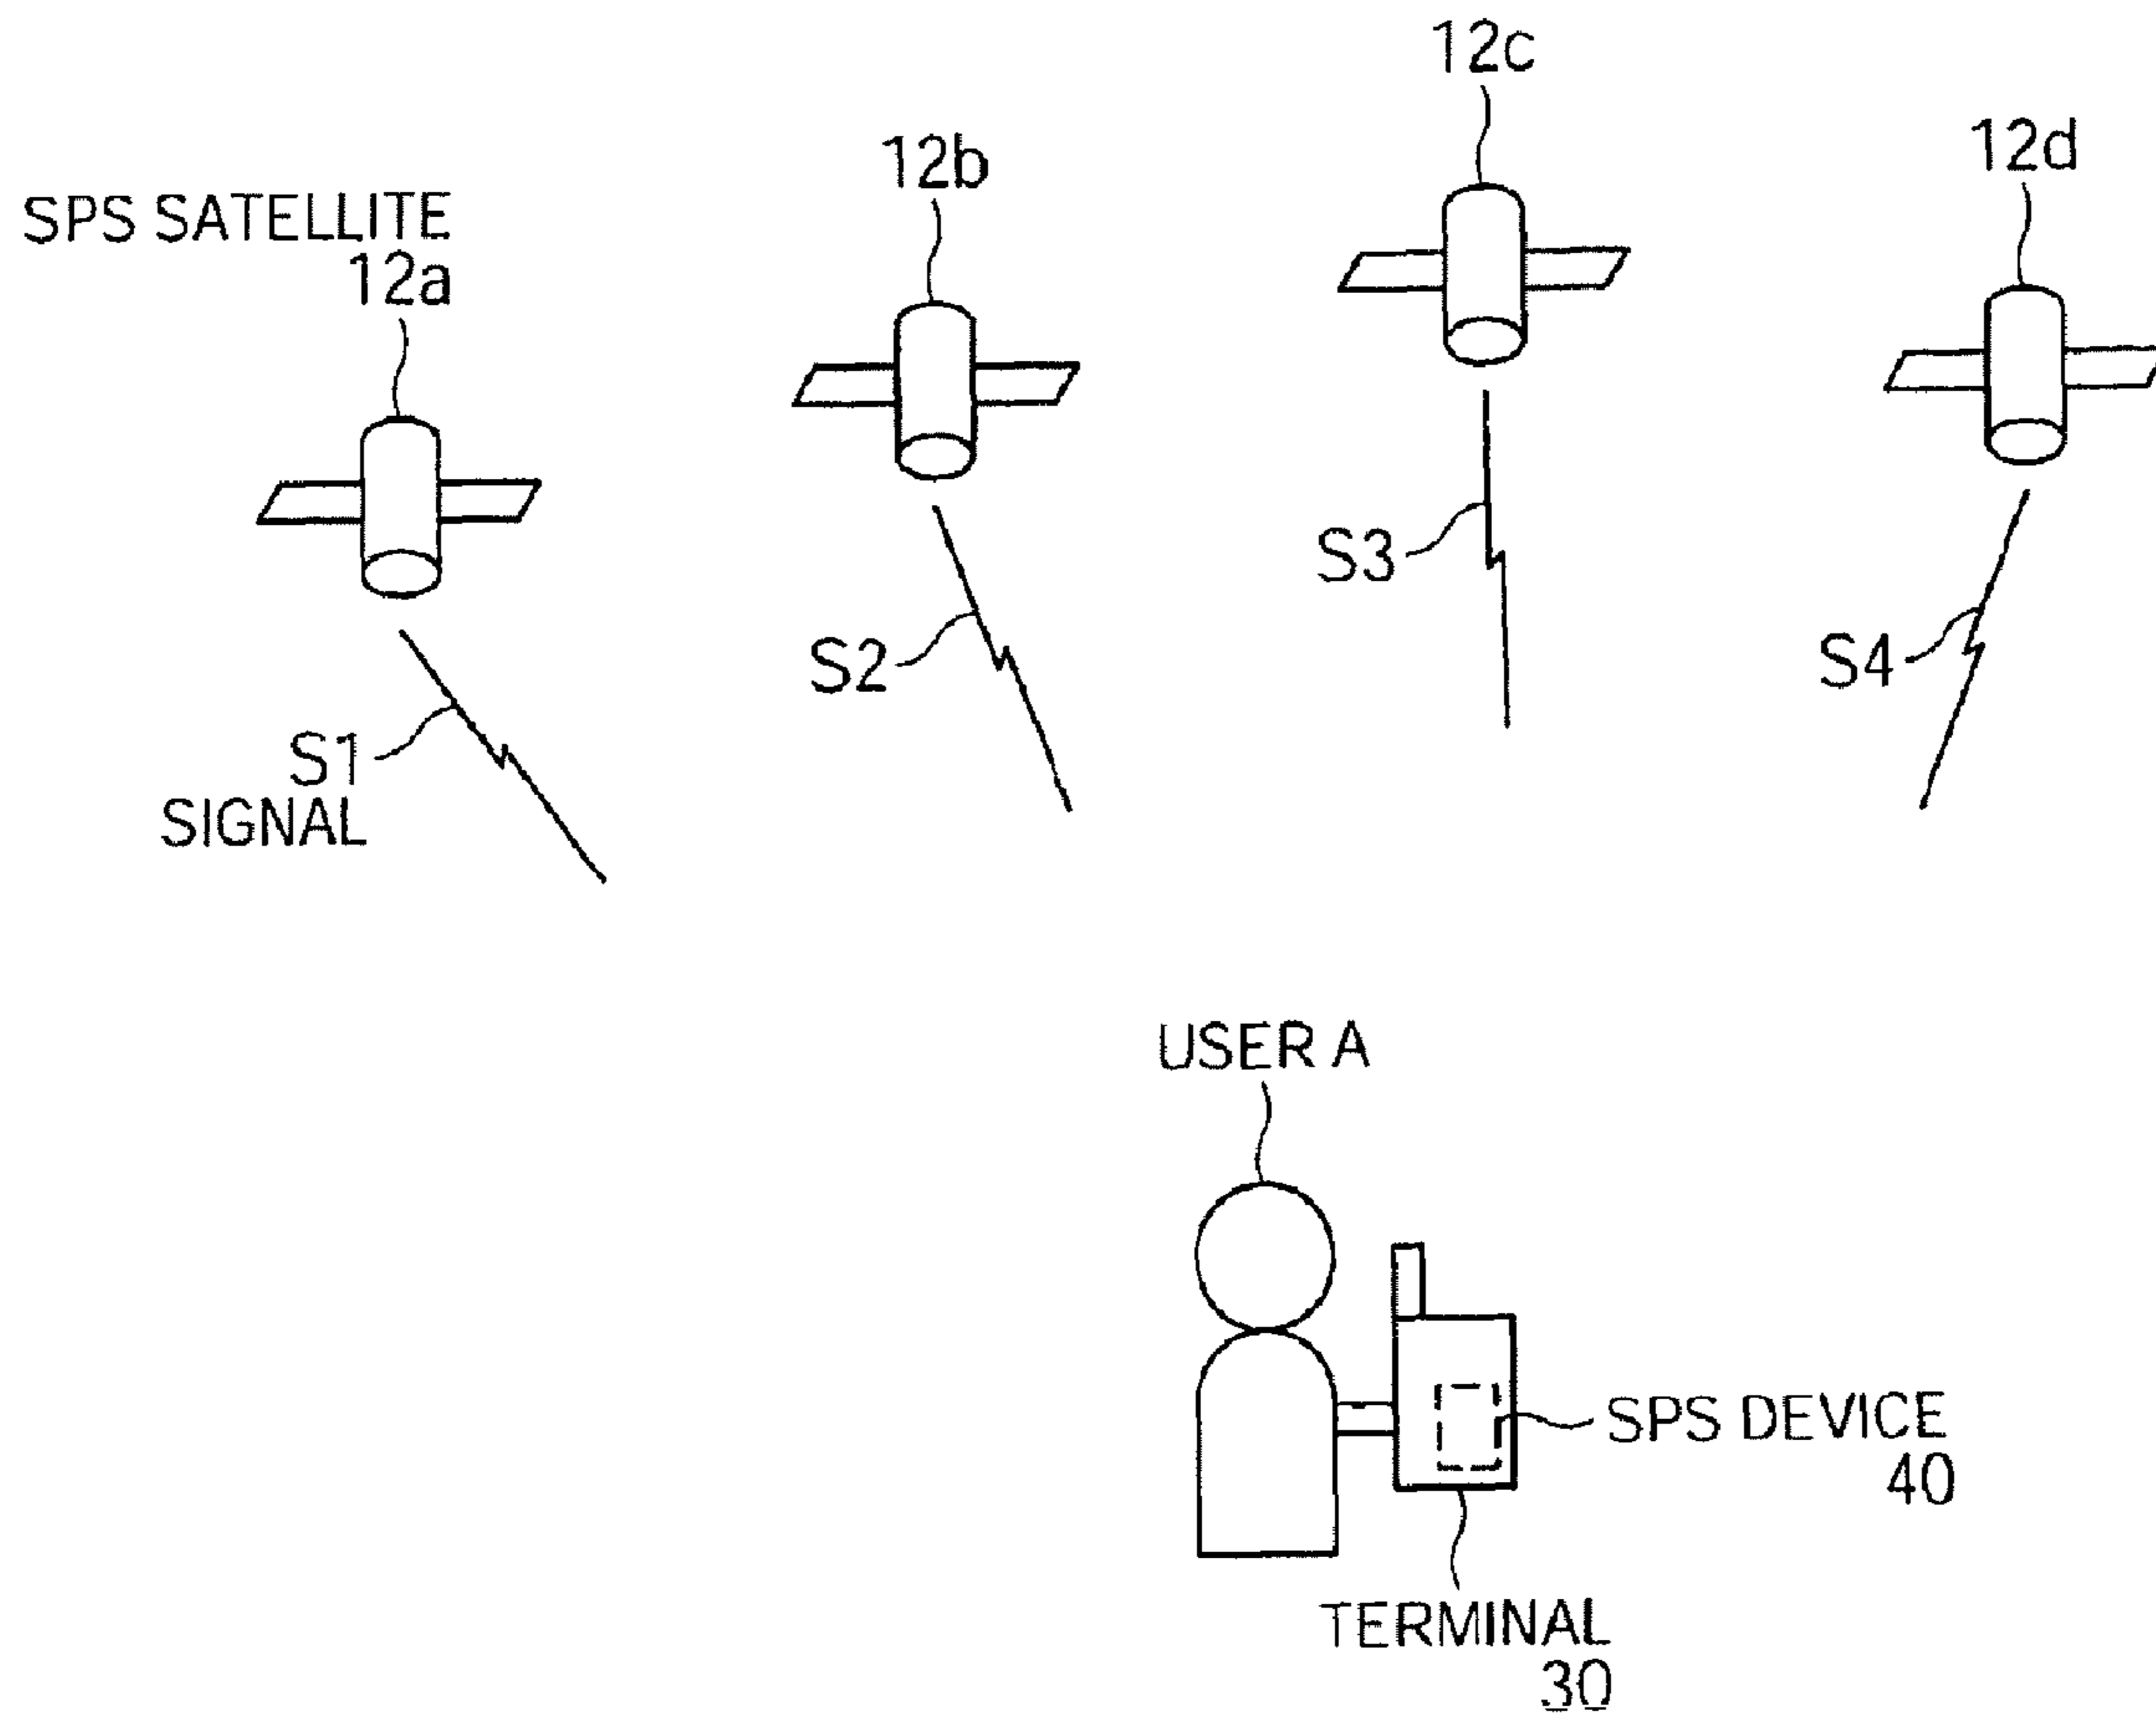 12c
12b
12d
SPS SATELLITE
12a
S3
S2
S4
S1
SIGNAL
USER A
SPS DEVICE
40
TERMINAL
30